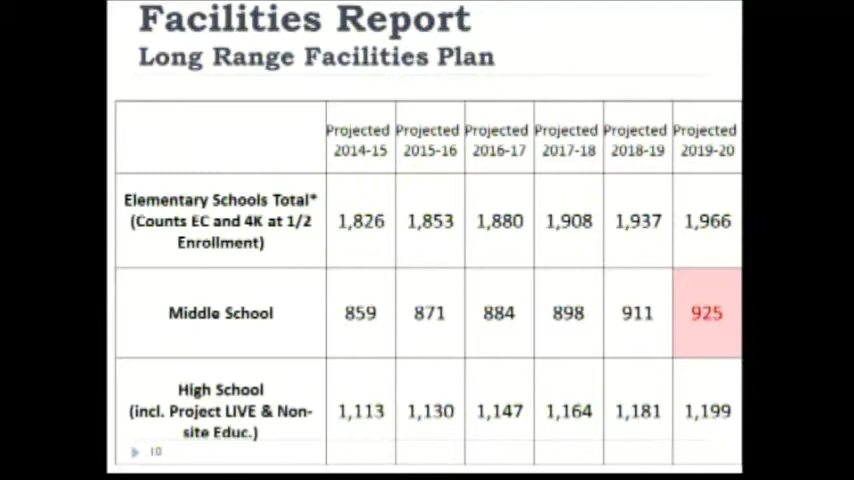 Facilities Report
Long Range Facilities Plan
Projected 2014-15 Projected 2015-16 Projected 2016-17 Projected 2017-18 Projected 2018-19 Projected 2019-20
Elementary Schools Total*
(Counts EC and 4K at 1/2
Enrollment)
1,826 1,853 1,880 1,908 1,937 1,966
Middle School 859 871 884 898 911 925
High School
(incl. Project LIVE & Non-
site Educ.)
1,113 1,130 1,147 1,164 1,181 1,199
10